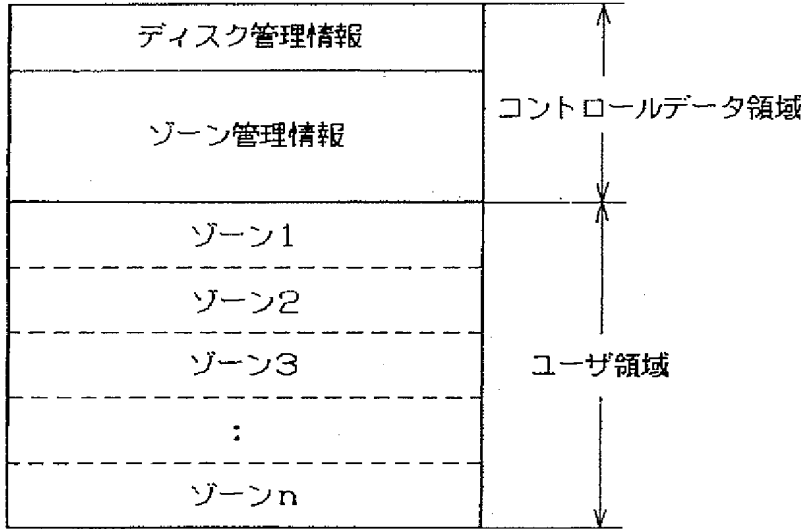 ディスク管理情報
ゾーン管理情報
コントロールデータ領域
ゾーン1
ゾーン2
ゾーン3
:
ゾーンn
ユーザ領域